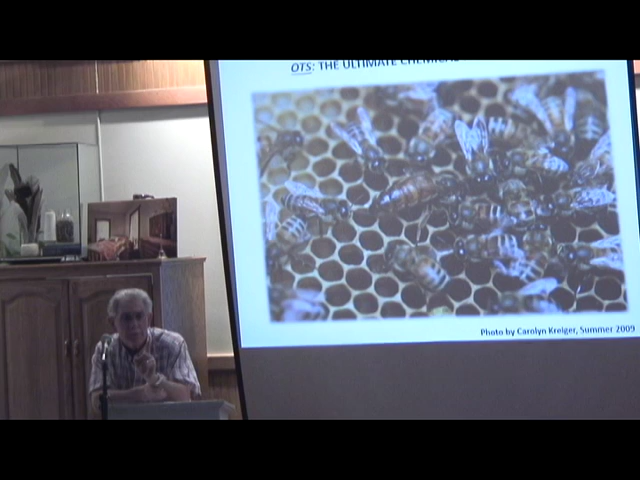 OTS: THE ULTIMATE CHEMICAL
Photo by Carolyn Kreiger, Summer 2009